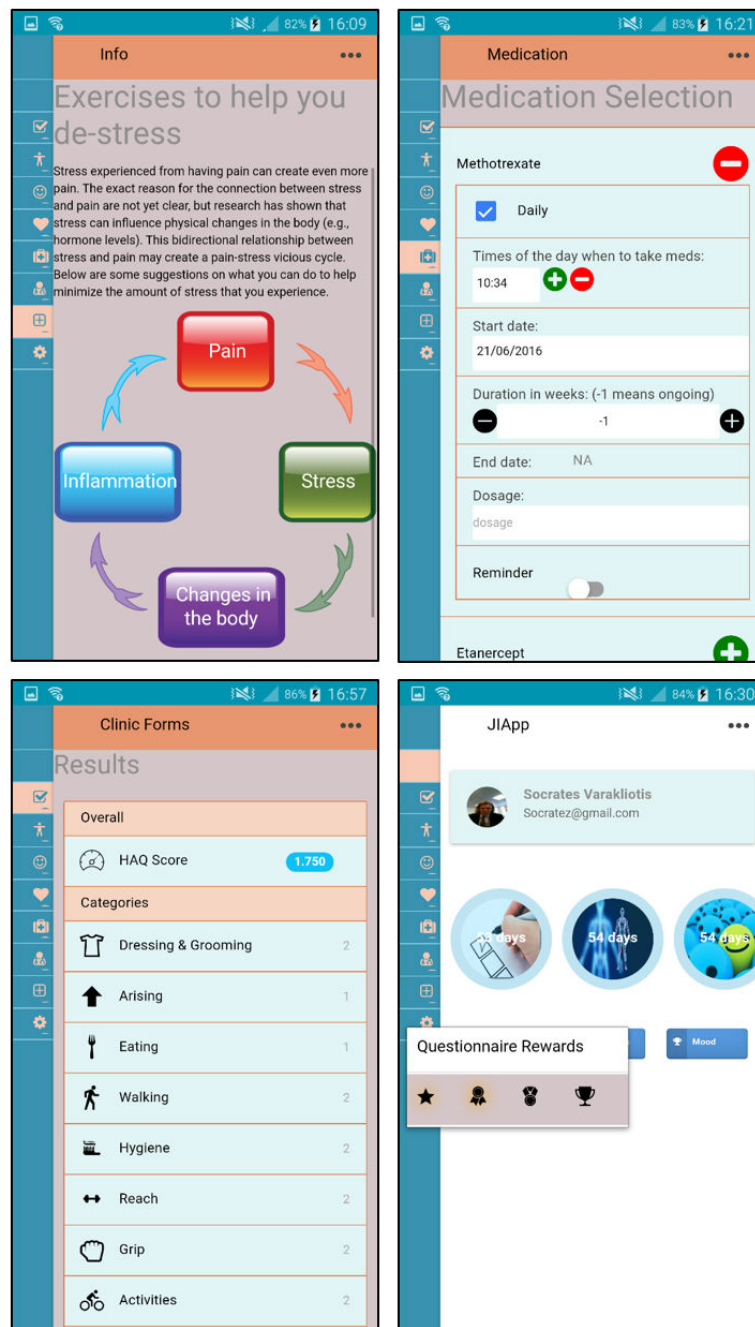 82% 16:09
Info
Exercises to help you
de-stress
Stress experienced from having pain can create even more
pain. The exact reason for the connection between stress
and pain are not yet clear, but research has shown that
stress can influence physical changes in the body (e.g.,
hormone levels). This bidirectional relationship between
stress and pain may create a pain-stress vicious cycle.
Below are some suggestions on what you can do to help
minimize the amount of stress that you experience.
Pain
Inflammation
Stress
Changes in
the body
83% 16:21
Medication
Medication Selection
Methotrexate
Daily
Times of the day when to take meds:
10:34
Start date:
21/06/2016
Duration in weeks: (-1 means ongoing)
-1
End date: NA
Dosage:
dosage
Reminder
Etanercept
86% 16:57
Clinic Forms
Results
Overall
HAQ Score 1.750
Categories
Dressing & Grooming 2
Arising 1
Eating 1
Walking 2
Hygiene 2
Reach 2
Grip 2
Activities 2
84% 16:30
JIApp
Socrates Varakliotis
Socratez@gmail.com
days 54 days 54 days
Questionnaire Rewards
Mood